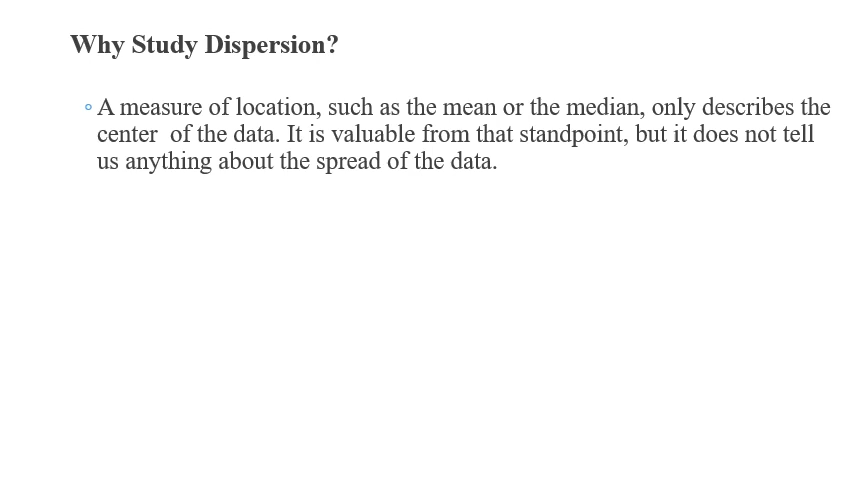 Why Study Dispersion?
◦ A measure of location, such as the mean or the median, only describes the
center  of the data. It is valuable from that standpoint, but it does not tell
us anything about the spread of the data.